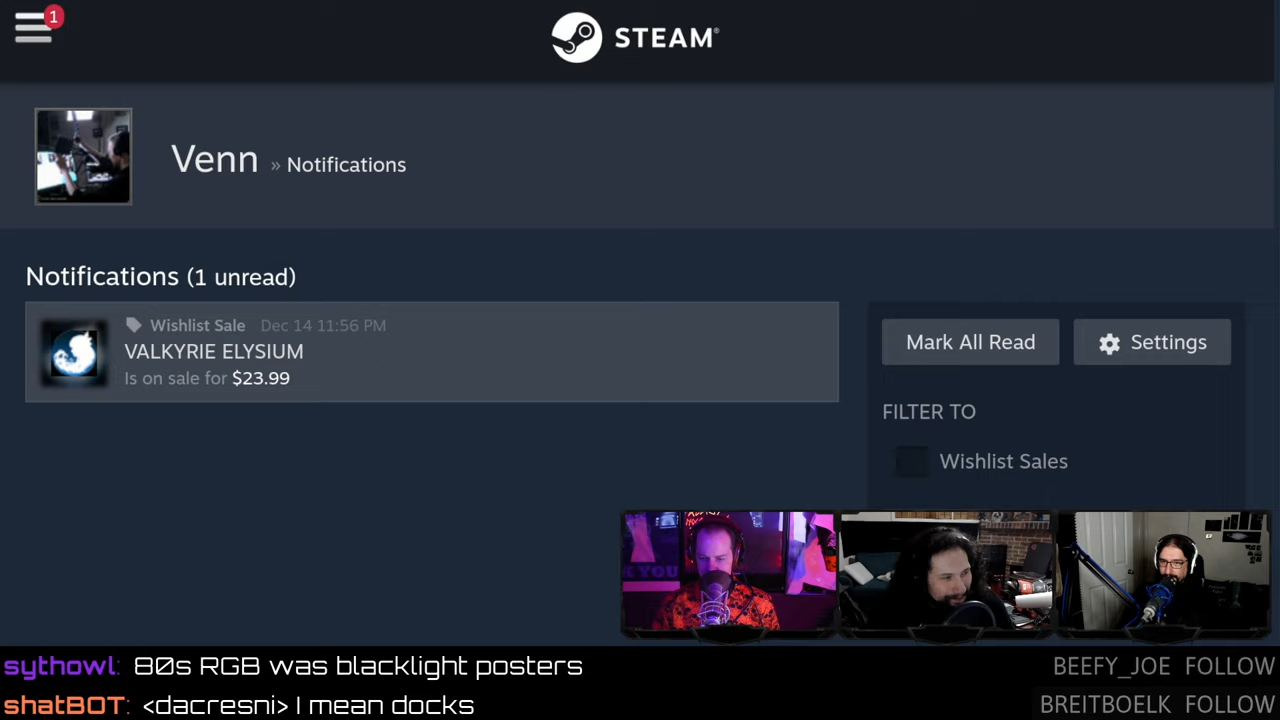 1
STEAM®
Venn » Notifications
Notifications (1 unread)
Wishlist Sale Dec 14 11:56 PM
VALKYRIE ELYSIUM
Is on sale for $23.99
Mark All Read
Settings
FILTER TO
Wishlist Sales
YOU
sythowl: 80s RGB was blacklight posters
BEEFY_JOE FOLLOW
shatBOT: <dacresni> I mean docks
BREITBOELK FOLLOW